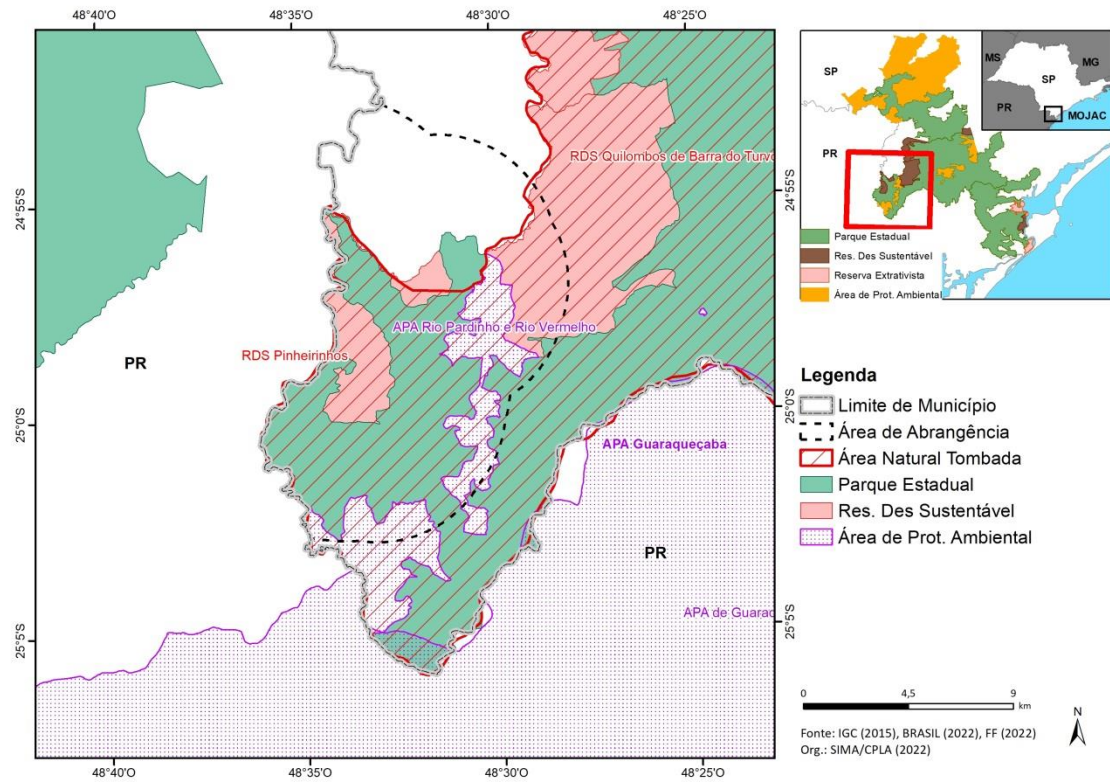 48°40'O
48°35'O
48°30'O
48°25'O
24°55'S
25°0'S
25°5'S
RDS Quilombos de Barra do Turvo
APA Rio Pardinho e Rio Vermelho
RDS Pinheirinhos
PR
APA Guaraqueçaba
PR
APA de Guarac
24°55'S
25°0'S
25°5'S
48°40'O
48°35'O
48°30'O
48°25'O
SP
PR
MS
MG
SP
PR
MOJAC
Parque Estadual
Res. Des Sustentável
Reserva Extrativista
Área de Prot. Ambiental
Legenda
Limite de Município
Área de Abrangência
Área Natural Tombada
Parque Estadual
Res. Des Sustentável
Área de Prot. Ambiental
0 4,5 9
km
N
Fonte: IGC (2015), BRASIL (2022), FF (2022)
Org.: SIMA/CPLA (2022)